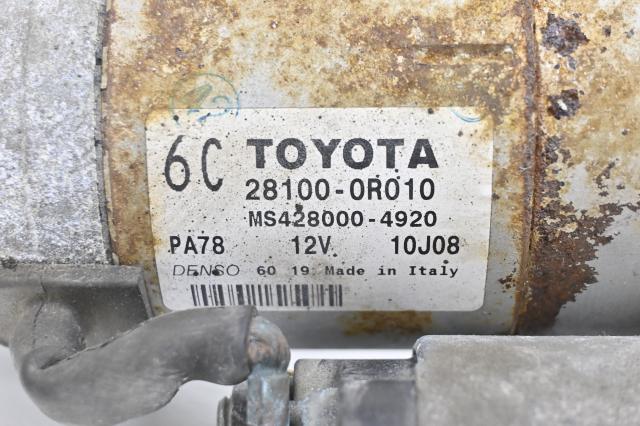 6C TOYOTA
28100-0R010
MS428000-4920
PA78 12V 10J08
DENSO 60 19. Made in Italy